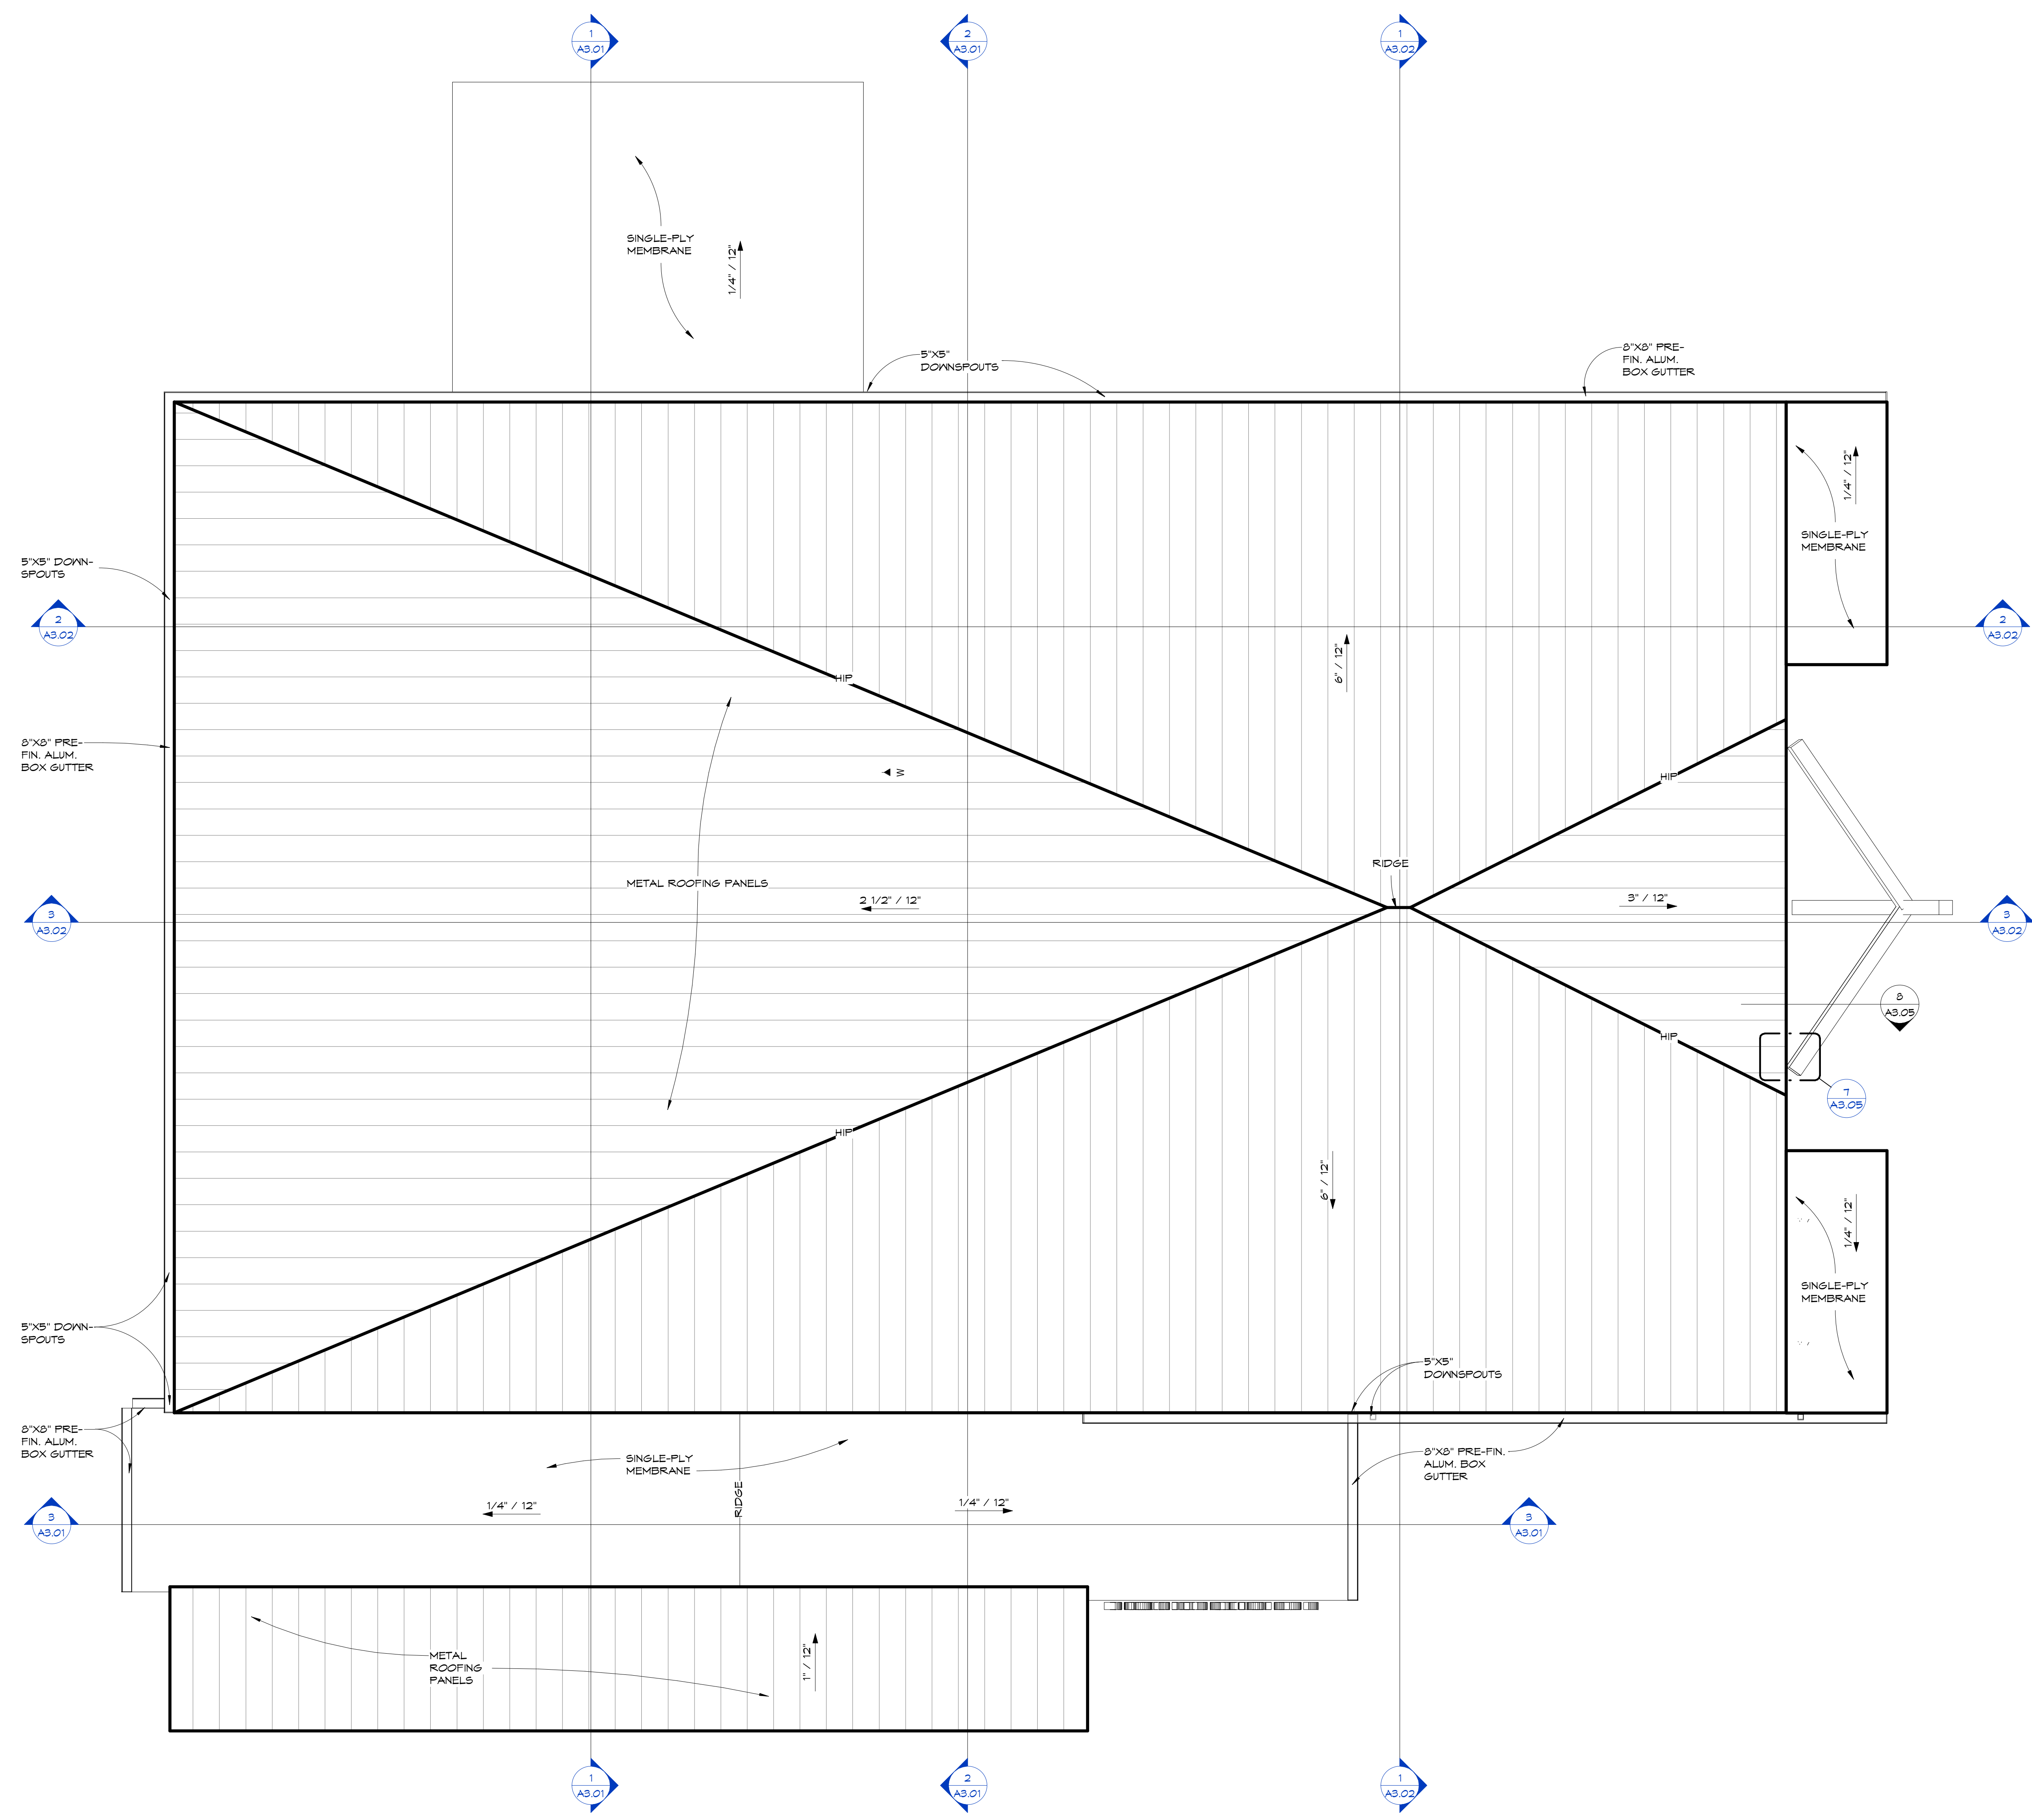 1
A3.01
2
A3.01
1
A3.02
SINGLE-PLY
MEMBRANE
1/4" / 12"
5"X5"
DOWNSPOUTS
8"X8" PRE-
FIN. ALUM.
BOX GUTTER
1/4" / 12"
SINGLE-PLY
MEMBRANE
5"X5" DOWN-
SPOUTS
2
A3.02
2
A3.02
6" / 12"
HIP
8"X8" PRE-
FIN. ALUM.
BOX GUTTER
W
HIP
RIDGE
METAL ROOFING PANELS
2 1/2" / 12"
3" / 12"
3
A3.02
3
A3.02
8
A3.05
HIP
7
A3.05
HIP
6" / 12"
1/4" / 12"
SINGLE-PLY
MEMBRANE
5"X5" DOWN-
SPOUTS
5"X5"
DOWNSPOUTS
8"X8" PRE-
FIN. ALUM.
BOX GUTTER
SINGLE-PLY
MEMBRANE
8"X8" PRE-FIN.
ALUM. BOX
GUTTER
RIDGE
1/4" / 12"
1/4" / 12"
3
A3.01
3
A3.01
METAL
ROOFING
PANELS
1" / 12"
1
A3.01
2
A3.01
1
A3.02